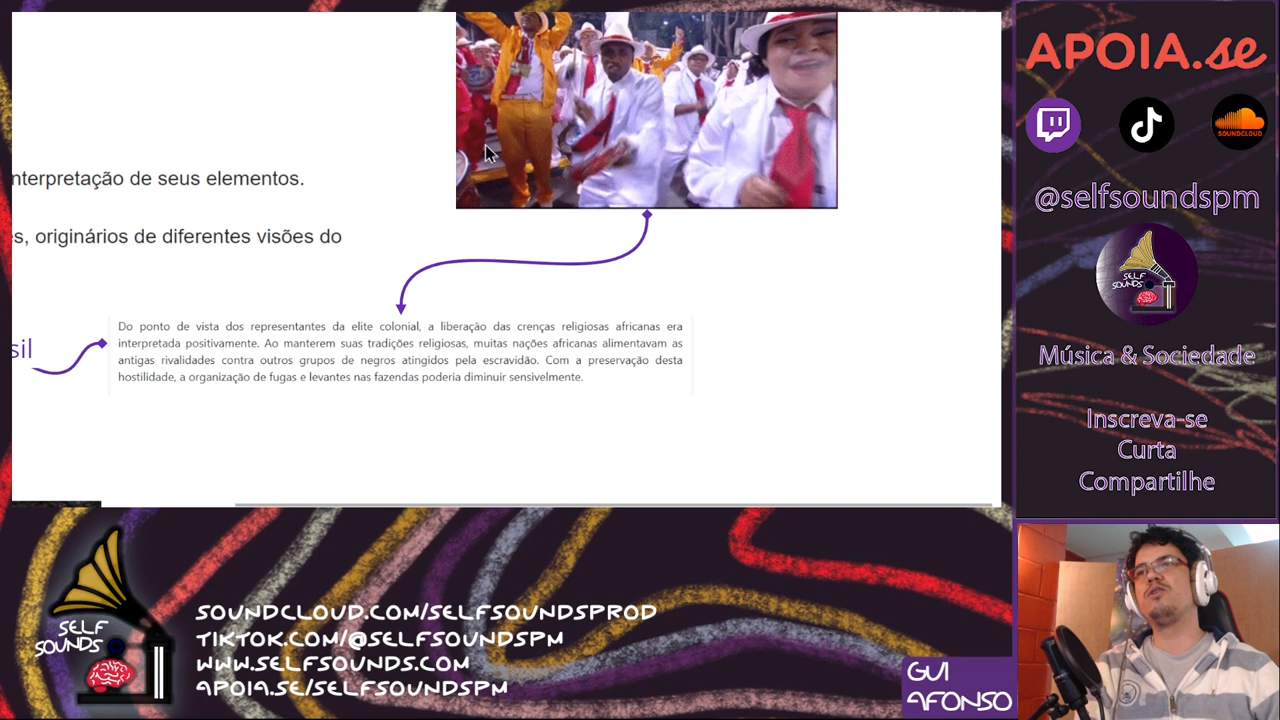 nterpretação de seus elementos.
s, originários de diferentes visões do
sil
Do ponto de vista dos representantes da elite colonial, a liberação das crenças religiosas africanas era
interpretada positivamente. Ao manterem suas tradições religiosas, muitas nações africanas alimentavam as
antigas rivalidades contra outros grupos de negros atingidos pela escravidão. Com a preservação desta
hostilidade, a organização de fugas e levantes nas fazendas poderia diminuir sensivelmente.
APOIA.se
SOUNDCLOUD
@selfsoundspm
SELF
SOUNDS
Música & Sociedade
Inscreva-se
Curta
Compartilhe
SELF
SOUNDS
SOUNDCLOUD.COM/SELFSOUNDSPROD
TIKTOK.COM/@SELFSOUNDSPM
WWW.SELFSOUNDS.COM
APOIA.SE/SELFSOUNDSPM
GUI
AFONSO